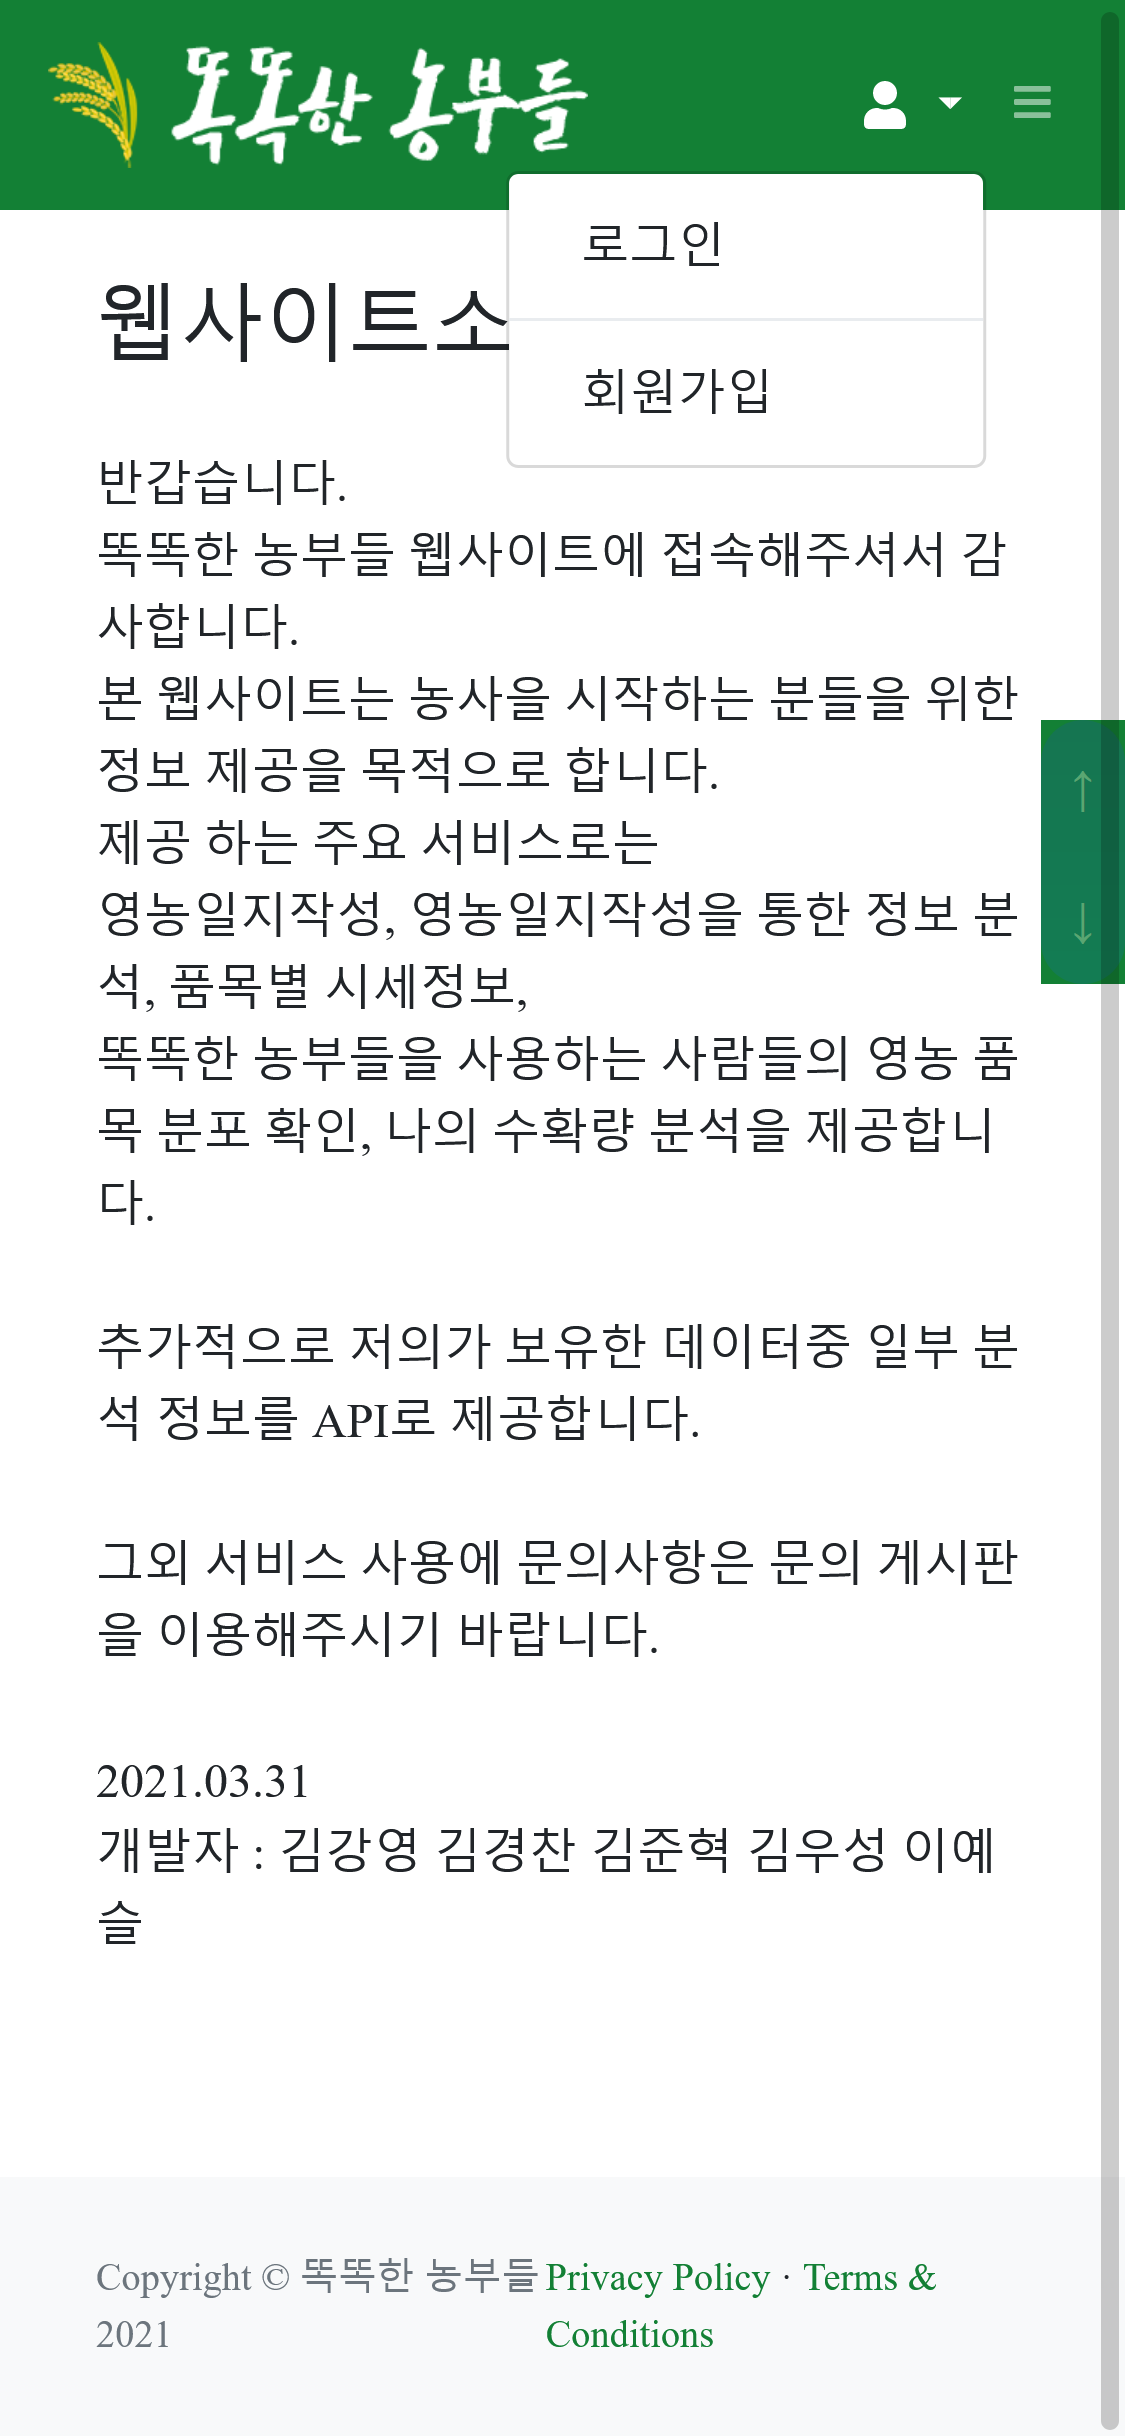 똑똑한 농부들
로그인
회원가입
웹사이트소
반갑습니다.
똑똑한 농부들 웹사이트에 접속해주셔서 감
사합니다.
본 웹사이트는 농사을 시작하는 분들을 위한
정보 제공을 목적으로 합니다.
제공 하는 주요 서비스로는
영농일지작성, 영농일지작성을 통한 정보 분
석, 품목별 시세정보,
똑똑한 농부들을 사용하는 사람들의 영농 품
목 분포 확인, 나의 수확량 분석을 제공합니
다.
추가적으로 저의가 보유한 데이터중 일부 분
석 정보를 API로 제공합니다.
그외 서비스 사용에 문의사항은 문의 게시판
을 이용해주시기 바랍니다.
2021.03.31
개발자 : 김강영 김경찬 김준혁 김우성 이예
슬
↑
↓
Copyright © 똑똑한 농부들
2021
Privacy Policy · Terms &
Conditions